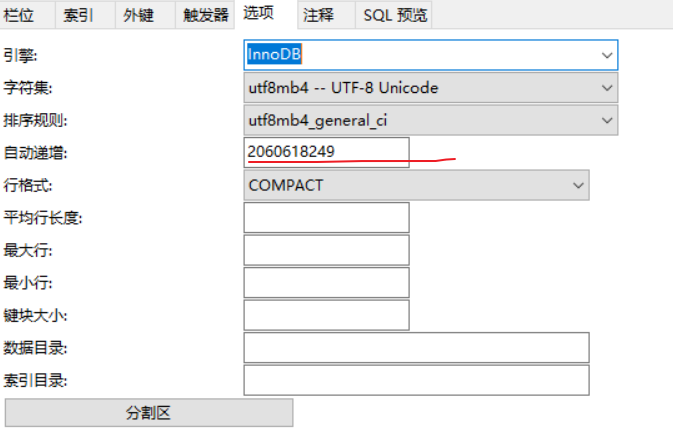 栏位 索引 外键 触发器 选项 注释 SQL 预览
引擎: InnoDB
字符集: utf8mb4 -- UTF-8 Unicode
排序规则: utf8mb4_general_ci
自动递增: 2060618249
行格式: COMPACT
平均行长度:
最大行:
最小行:
键块大小:
数据目录:
索引目录:
分割区